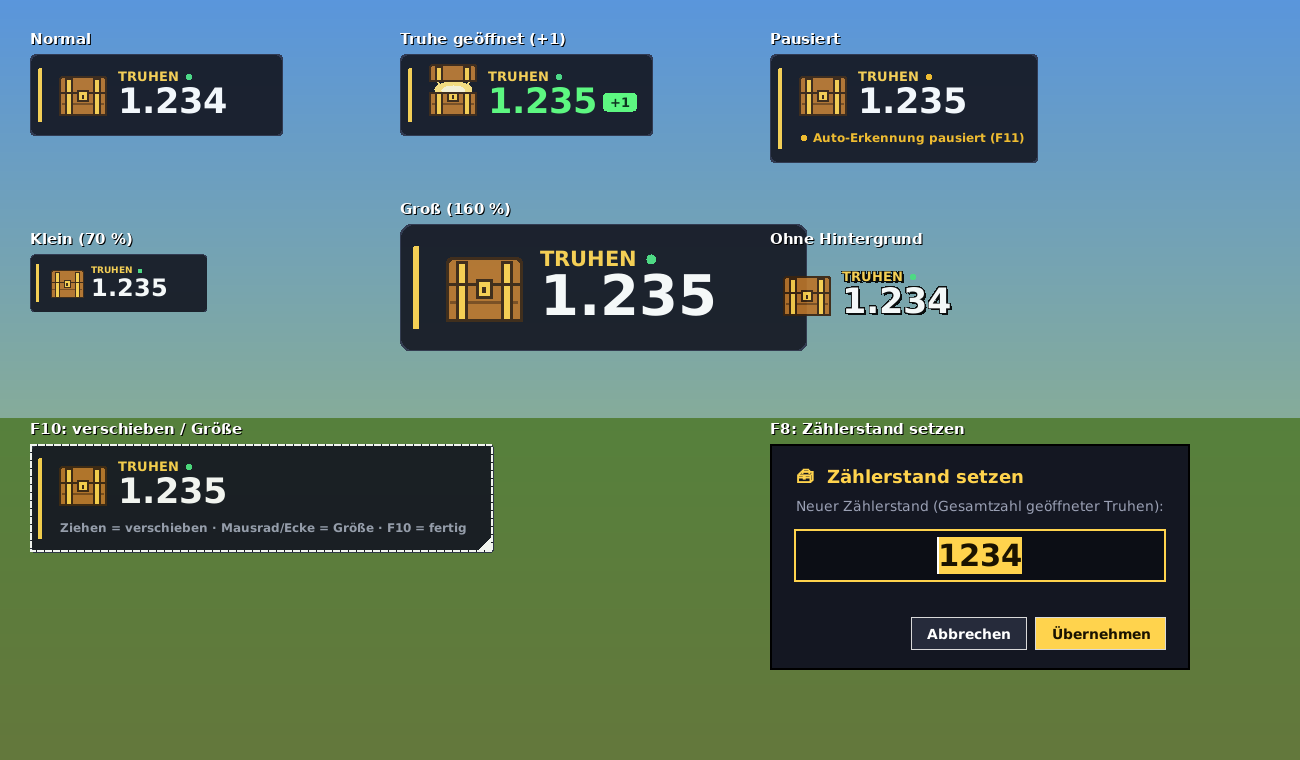 Normal
TRUHEN
1.234
Truhe geöffnet (+1)
TRUHEN
1.235 +1
Pausiert
TRUHEN
1.235
Auto-Erkennung pausiert (F11)
Klein (70 %)
TRUHEN
1.235
Groß (160 %)
TRUHEN
1.235
Ohne Hintergrund
TRUHEN
1.234
F10: verschieben / Größe
TRUHEN
1.235
Ziehen = verschieben · Mausrad/Ecke = Größe · F10 = fertig
F8: Zählerstand setzen
Zählerstand setzen
Neuer Zählerstand (Gesamtzahl geöffneter Truhen):
1234
Abbrechen Übernehmen